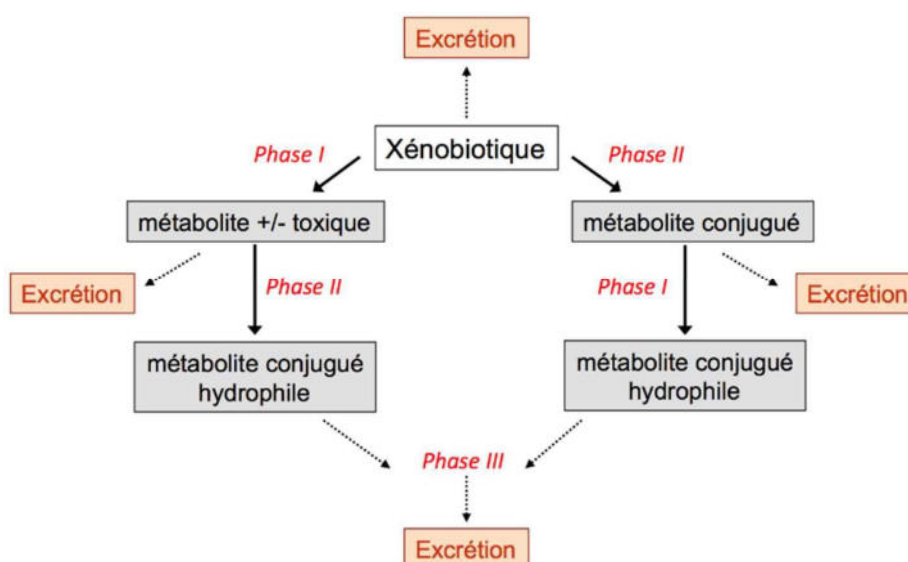 Excrétion
Xénobiotique
Phase I
Phase II
métabolite +/- toxique
métabolite conjugué
Excrétion
Phase II
Phase I
Excrétion
métabolite conjugué
hydrophile
métabolite conjugué
hydrophile
Phase III
Excrétion